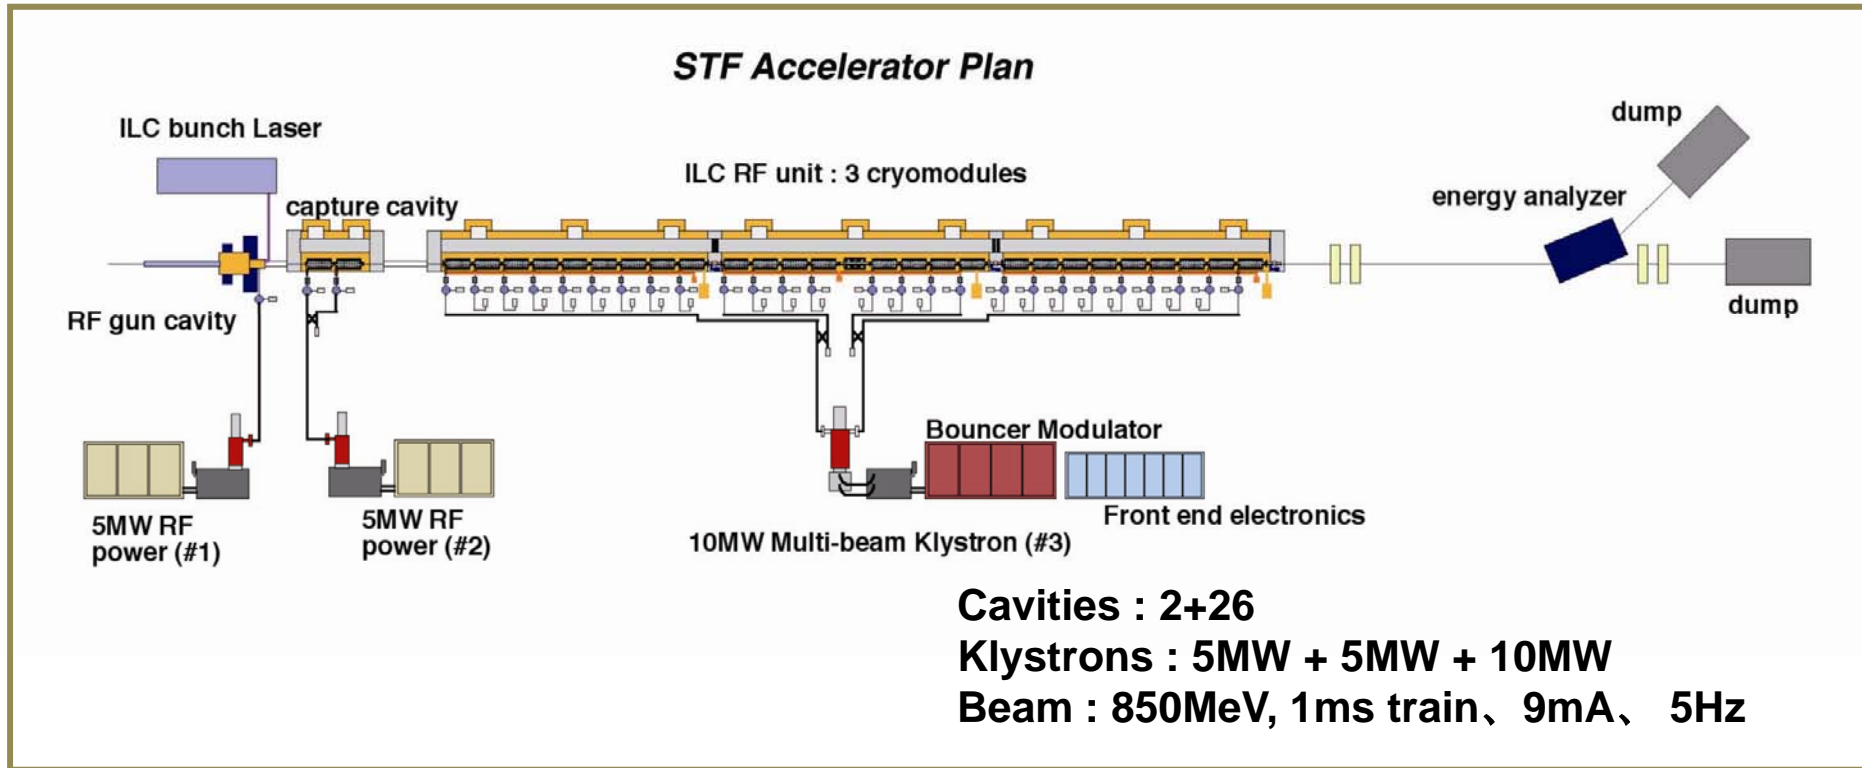 STF Accelerator Plan
ILC bunch Laser
dump
ILC RF unit : 3 cryomodules
capture cavity
energy analyzer
RF gun cavity
dump
Bouncer Modulator
5MW RF
power (#1)
5MW RF
power (#2)
Front end electronics
10MW Multi-beam Klystron (#3)
Cavities : 2+26
Klystrons : 5MW + 5MW + 10MW
Beam : 850MeV, 1ms train、9mA、 5Hz